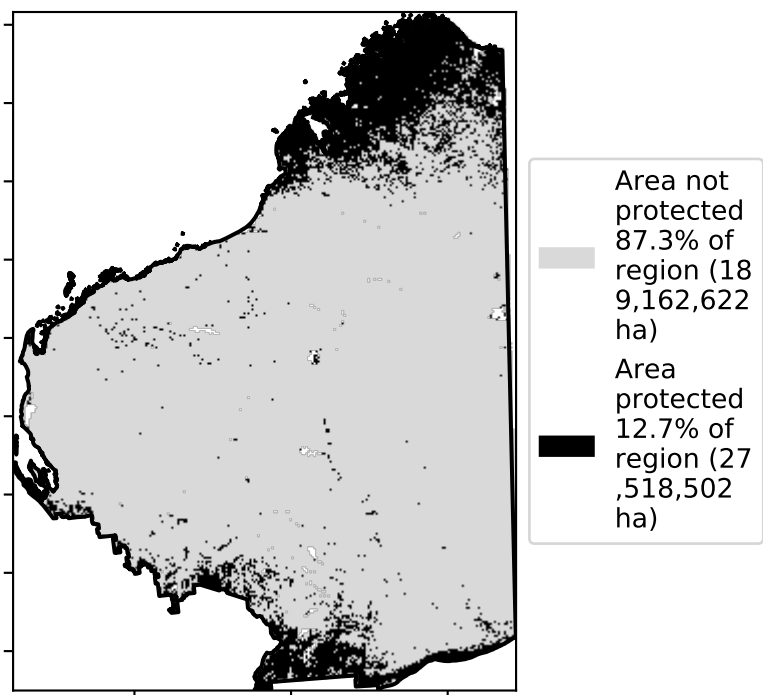 Area not
protected
87.3% of
region (18
9,162,622
ha)
Area
protected
12.7% of
region (27
,518,502
ha)